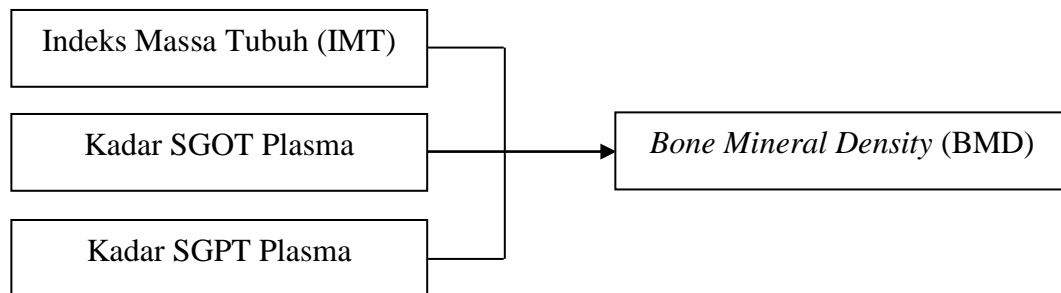 Indeks Massa Tubuh (IMT)
Kadar SGOT Plasma
Bone Mineral Density (BMD)
Kadar SGPT Plasma